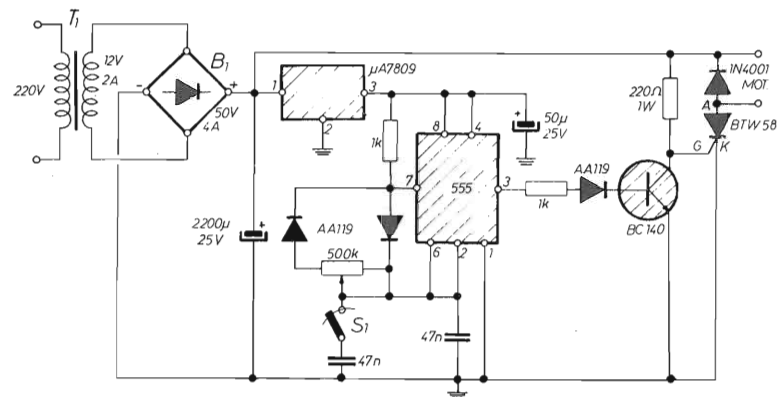 T1
220V
12V
2A
B1
-
+
50V
4A
µA7809
1
3
2
1k
8
4
50µ
25V
+
220Ω
1W
1N4001
MOT.
A
BTW 58
G
K
7
555
3
1k
AA119
BC 140
AA119
500k
2200µ
25V
+
6
2
1
S1
47n
47n